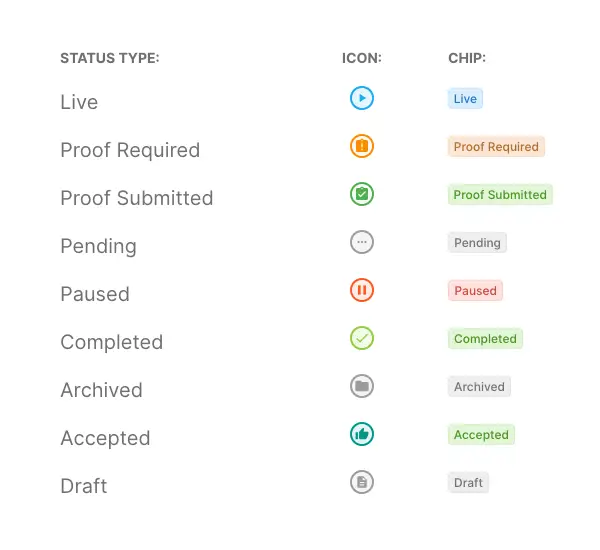 STATUS TYPE: ICON: CHIP:
Live Live
Proof Required Proof Required
Proof Submitted Proof Submitted
Pending Pending
Paused Paused
Completed Completed
Archived Archived
Accepted Accepted
Draft Draft